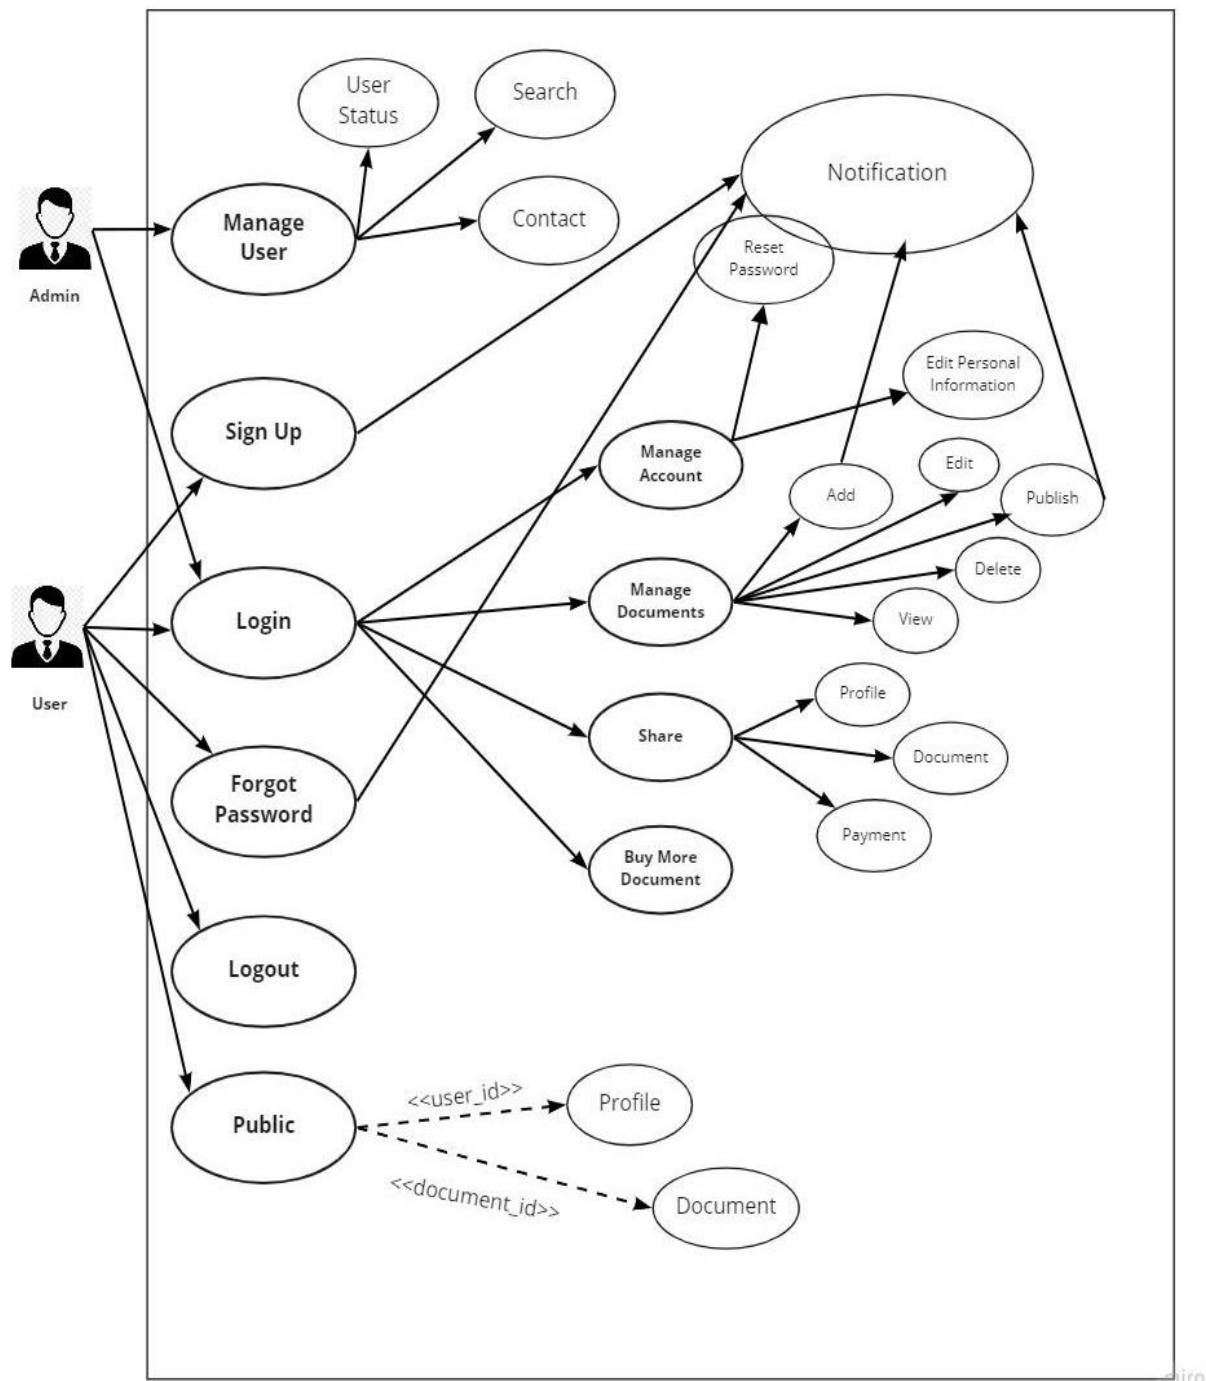 User
Status
Search
Notification
Manage
User
Contact
Reset
Password
Admin
Edit Personal
Information
Sign Up
Manage
Account
Edit
Add
Publish
Delete
Manage
Documents
Login
View
User
Profile
Share
Document
Forgot
Password
Payment
Buy More
Document
Logout
<<user_id>>
Profile
Public
<<document_id>>
Document
miro